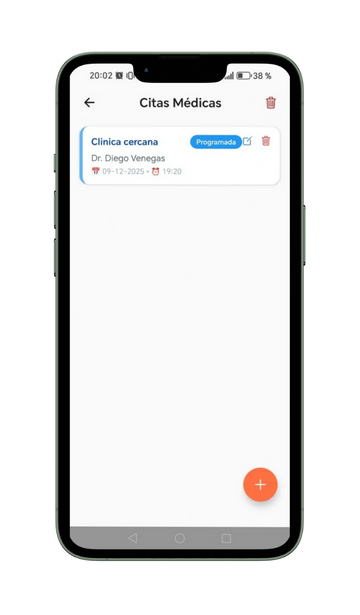 20:02 38 %
Citas Médicas
Clinica cercana Programada
Dr. Diego Venegas
09-12-2025 • 19:20